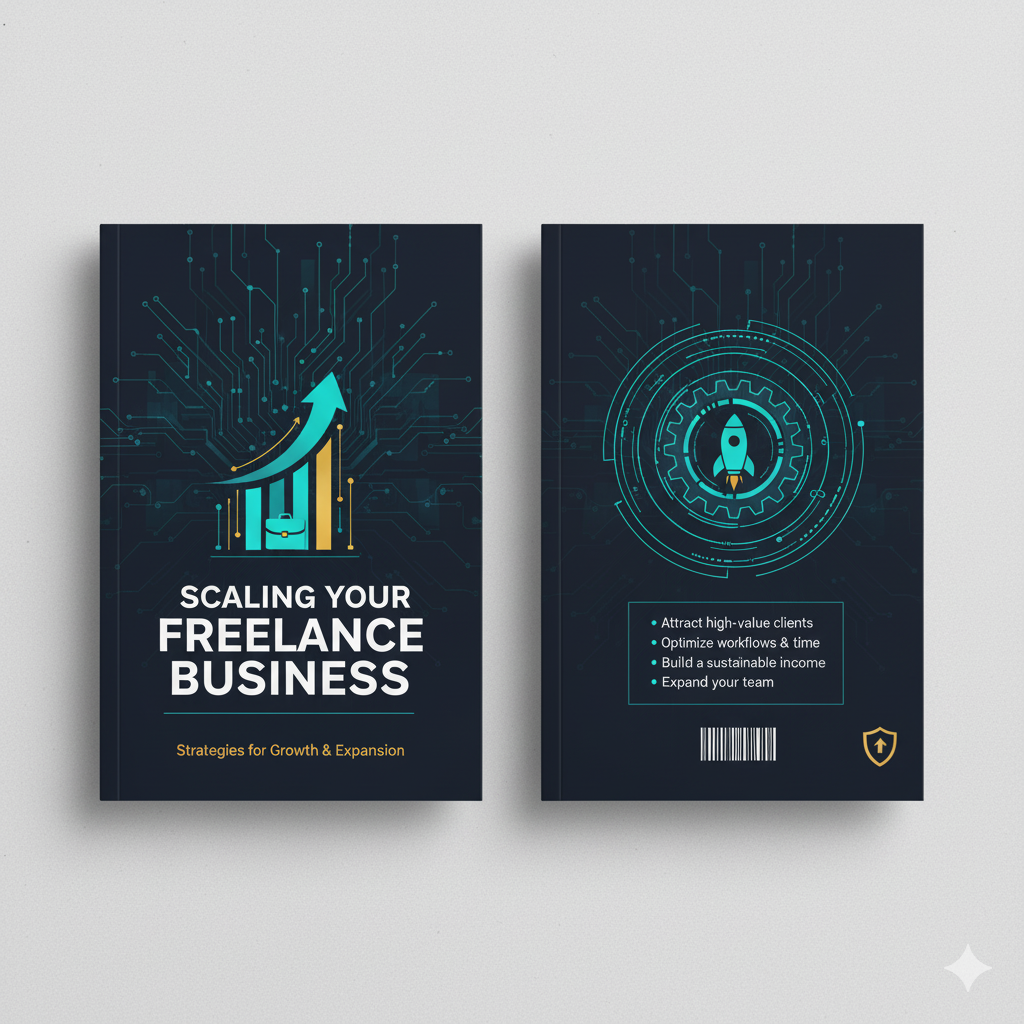 SCALING YOUR
FREELANCE
BUSINESS
Strategies for Growth & Expansion
• Attract high-value clients
• Optimize workflows & time
• Build a sustainable income
• Expand your team